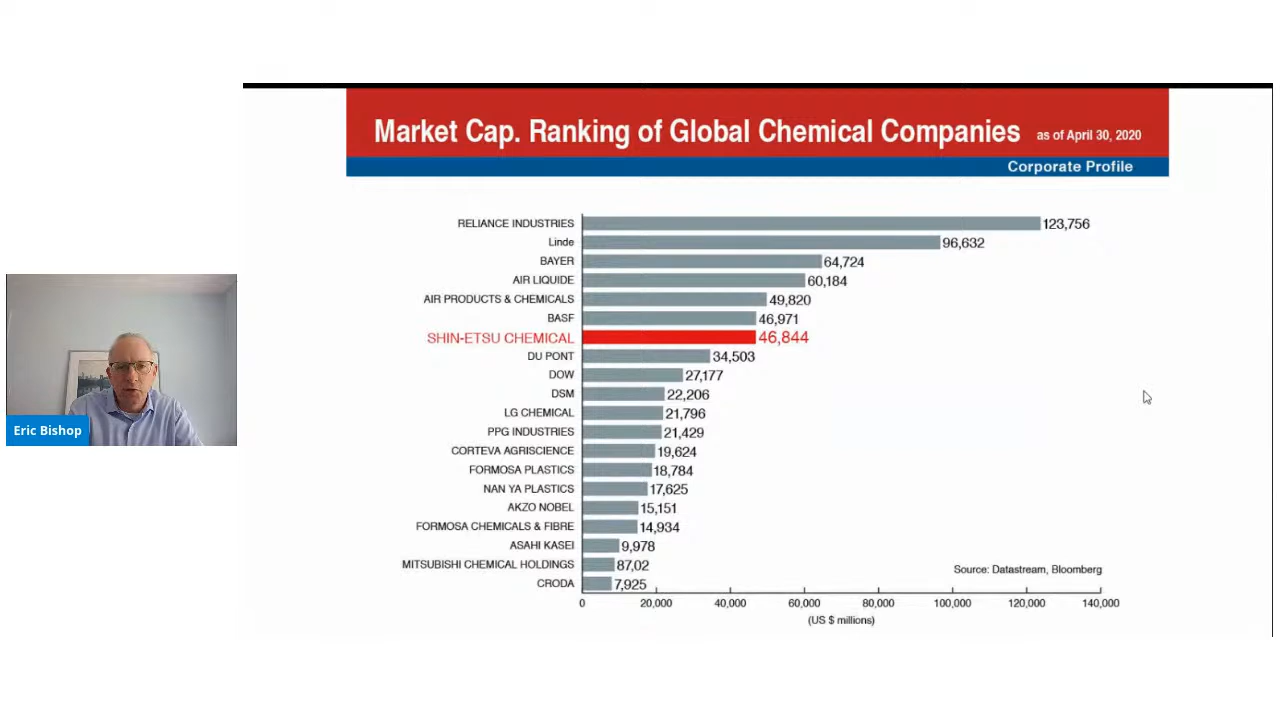 Market Cap. Ranking of Global Chemical Companies as of April 30, 2020
Corporate Profile
RELIANCE INDUSTRIES 123,756
Linde 96,632
BAYER 64,724
AIR LIQUIDE 60,184
AIR PRODUCTS & CHEMICALS 49,820
BASF 46,971
SHIN-ETSU CHEMICAL 46,844
DU PONT 34,503
DOW 27,177
DSM 22,206
LG CHEMICAL 21,796
PPG INDUSTRIES 21,429
CORTEVA AGRISCIENCE 19,624
FORMOSA PLASTICS 18,784
NAN YA PLASTICS 17,625
AKZO NOBEL 15,151
FORMOSA CHEMICALS & FIBRE 14,934
ASAHI KASEI 9,978
MITSUBISHI CHEMICAL HOLDINGS 87,02
CRODA 7,925
Source: Datastream, Bloomberg
0 20,000 40,000 60,000 80,000 100,000 120,000 140,000
(US $ millions)
Eric Bishop